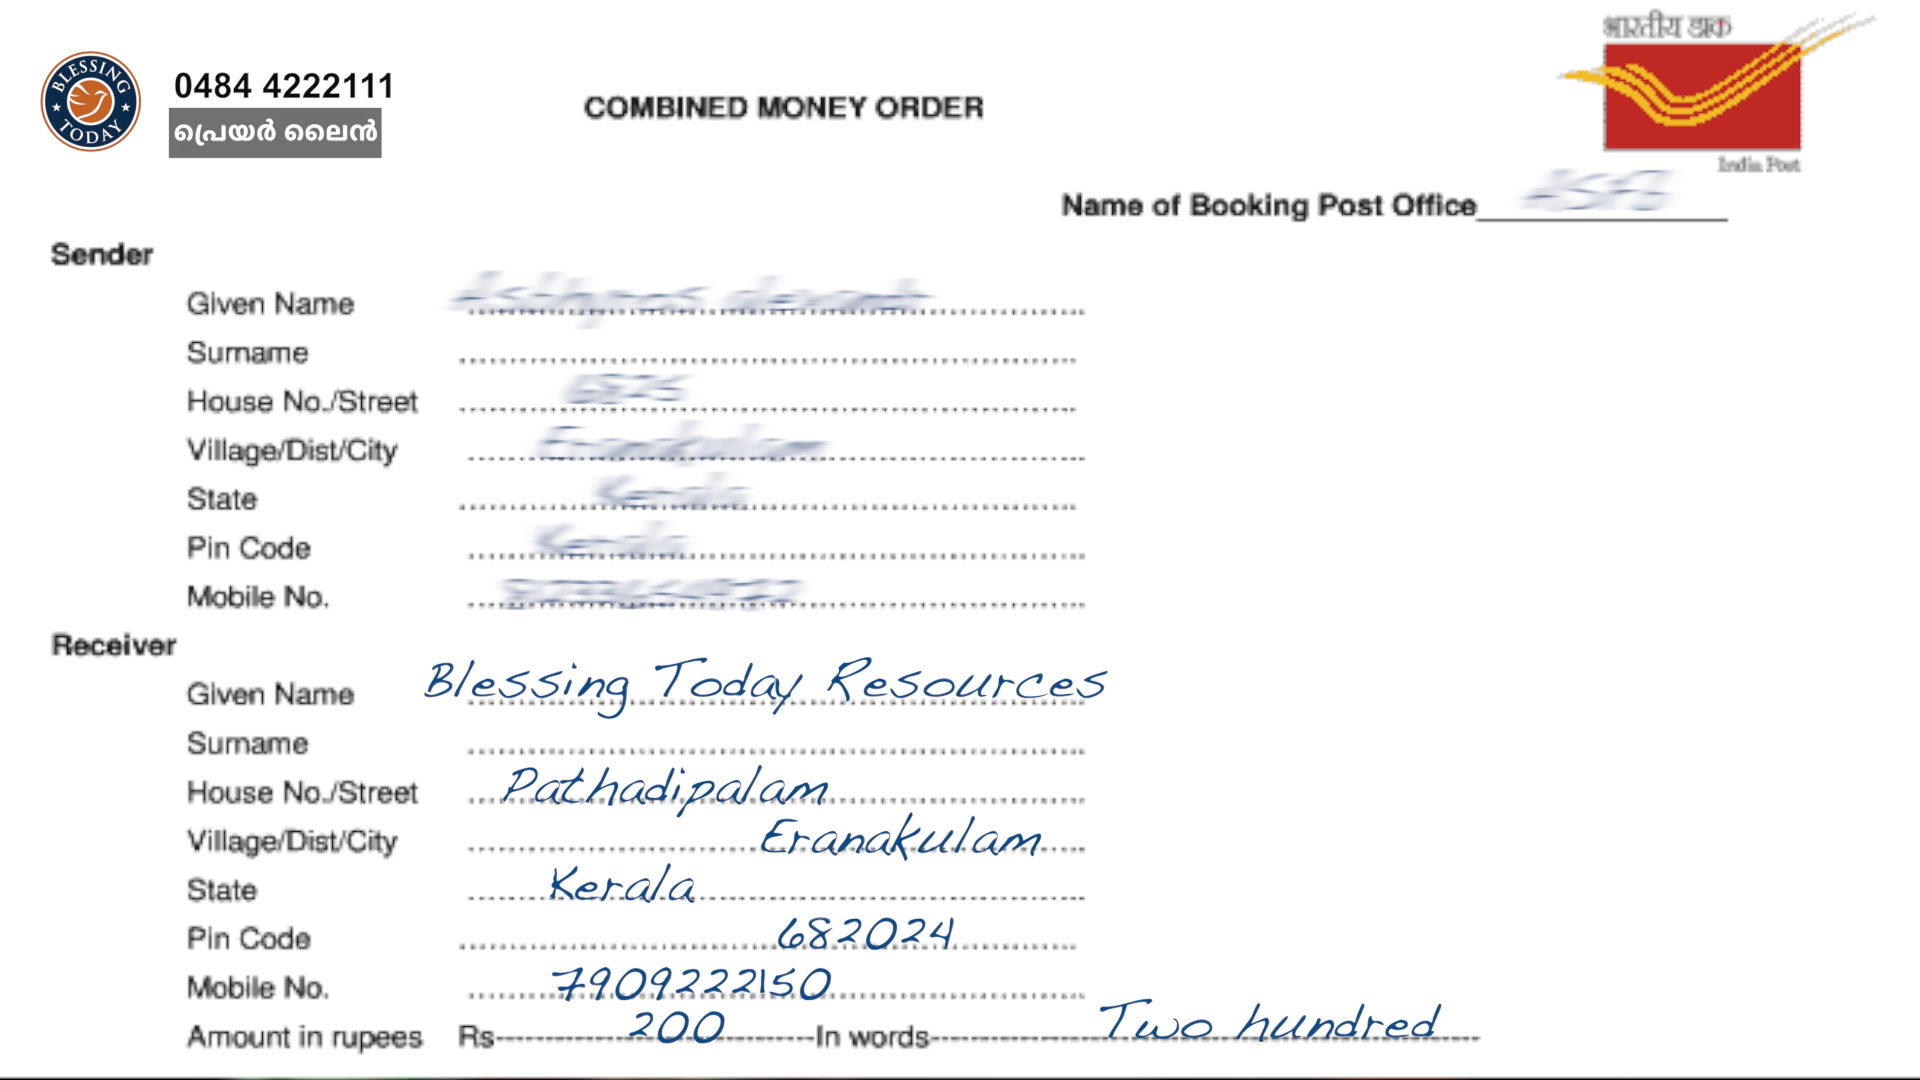 BLESSING TODAY
0484 4222111
പ്രെയർ ലൈൻ
COMBINED MONEY ORDER
भारतीय डाक
India Post
Name of Booking Post Office
Sender
Given Name
Surname
House No./Street
Village/Dist/City Eranakulam
State Kerala
Pin Code Kerala
Mobile No.
Receiver
Given Name Blessing Today Resources
Surname
House No./Street Pathadipalam
Village/Dist/City Eranakulam
State Kerala
Pin Code 682024
Mobile No. 7909222150
Amount in rupees Rs 200 In words Two hundred